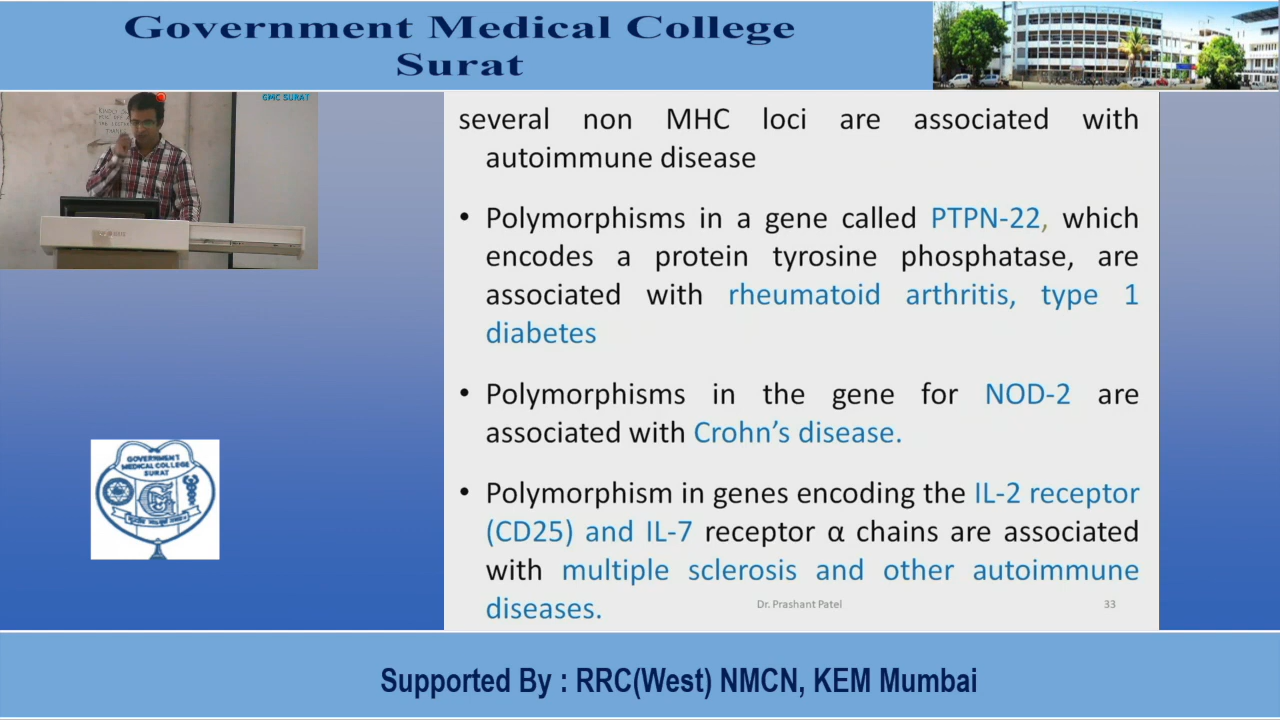 Government Medical College
Surat
GMC SURAT
several non MHC loci are associated with
autoimmune disease
• Polymorphisms in a gene called PTPN-22, which
encodes a protein tyrosine phosphatase, are
associated with rheumatoid arthritis, type 1
diabetes
• Polymorphisms in the gene for NOD-2 are
associated with Crohn’s disease.
• Polymorphism in genes encoding the IL-2 receptor
(CD25) and IL-7 receptor α chains are associated
with multiple sclerosis and other autoimmune
diseases.
Dr. Prashant Patel
33
GOVERNMENT
MEDICAL COLLEGE
SURAT
Supported By : RRC(West) NMCN, KEM Mumbai